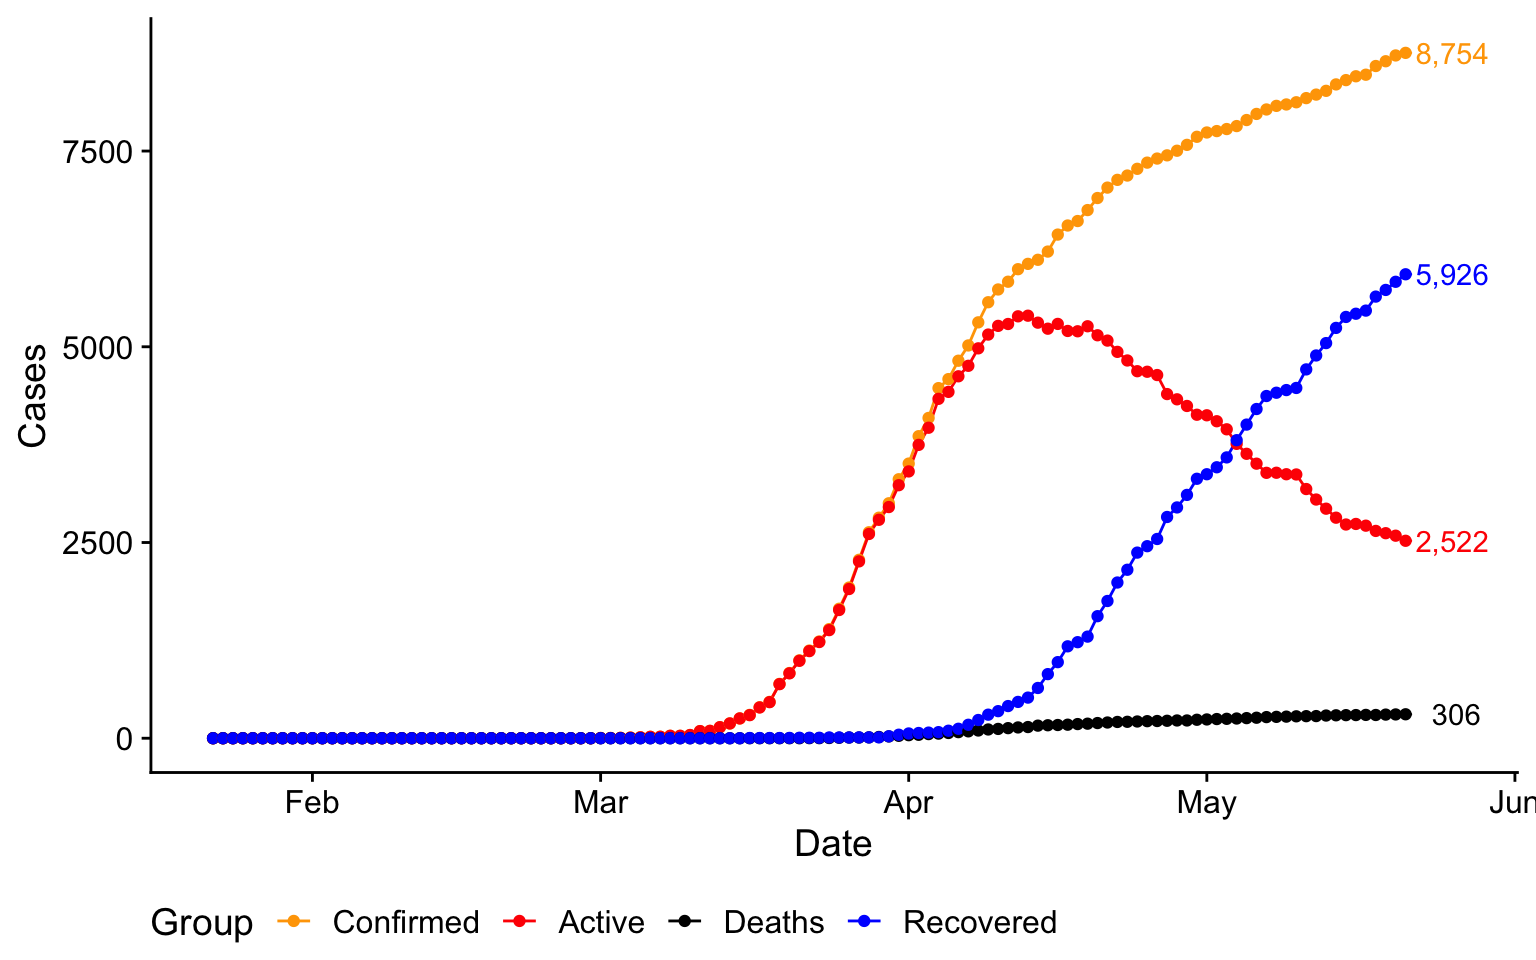 8,754
7500
5,926
5000
Cases
2500
2,522
306
0
Feb Mar Apr May Jun
Date
Group Confirmed Active Deaths Recovered